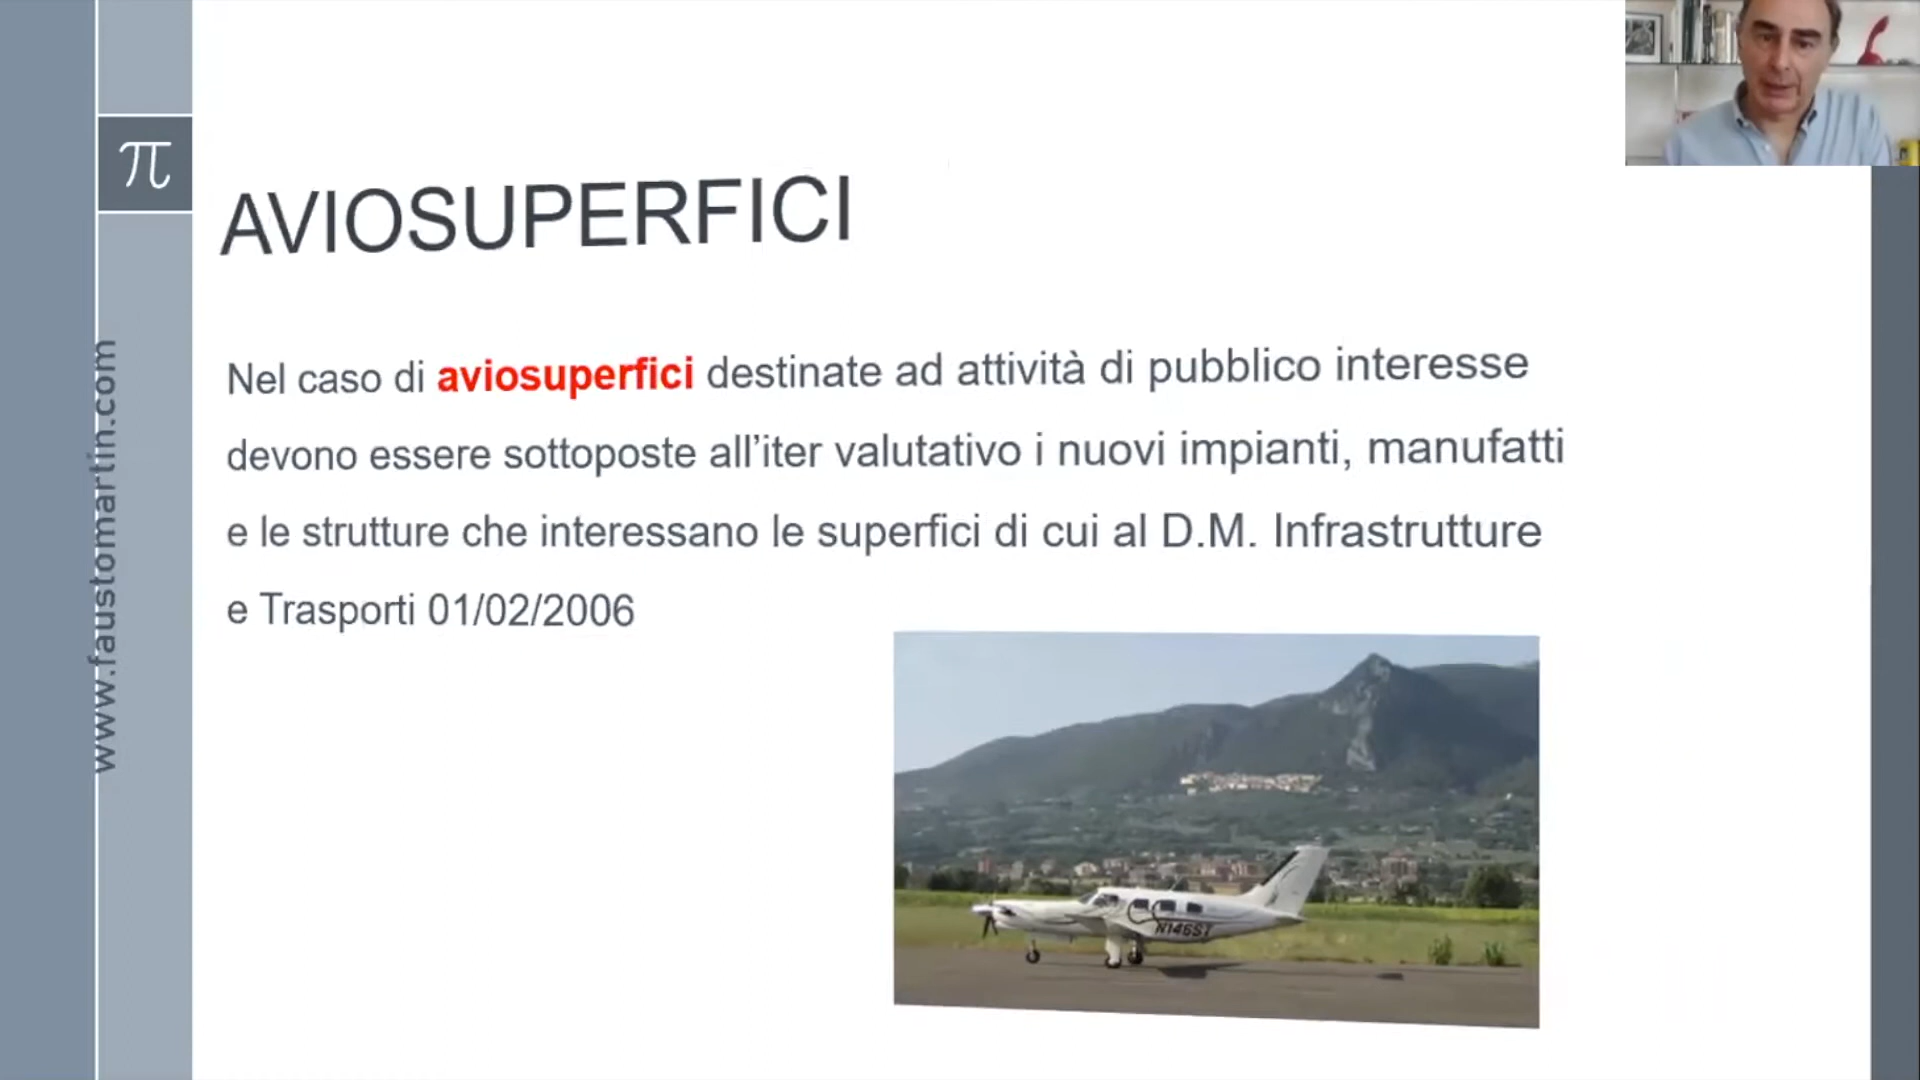 π
AVIOSUPERFICI
Nel caso di aviosuperfici destinate ad attività di pubblico interesse
devono essere sottoposte all’iter valutativo i nuovi impianti, manufatti
e le strutture che interessano le superfici di cui al D.M. Infrastrutture
e Trasporti 01/02/2006
www.faustomartin.com
N146ST